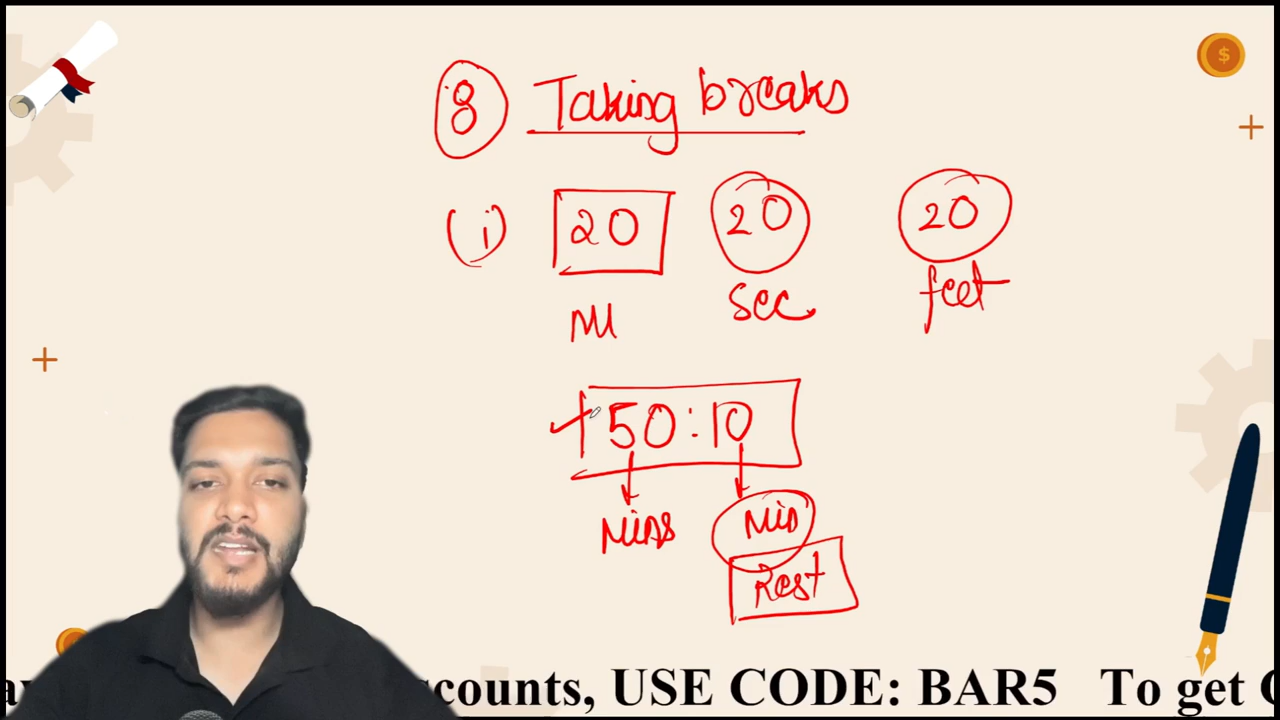 8 Taking breaks
(i) 20 20 20
Sec feet
50:10
Mins Min
Rest
counts, USE CODE: BAR5 To get
$